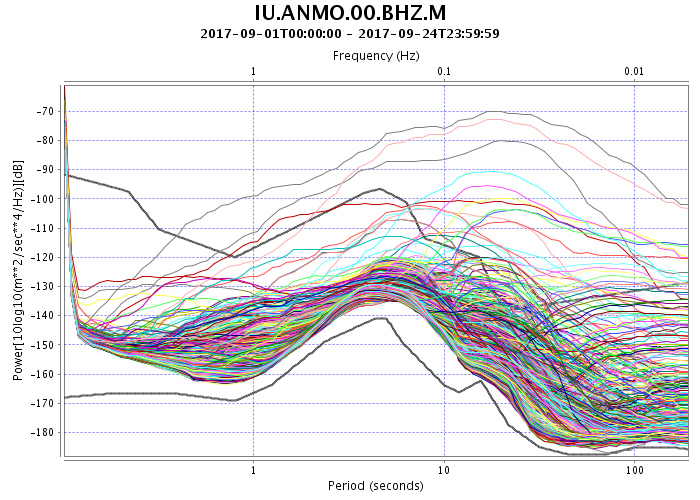 IU.ANMO.00.BHZ.M
2017-09-01T00:00:00 - 2017-09-24T23:59:59
Frequency (Hz)
1 0.1 0.01
-70
-80
-90
-100
-110
-120
-130
-140
-150
-160
-170
-180
Power[10log10(m**2/sec**4/Hz)][dB]
1 10 100
Period (seconds)